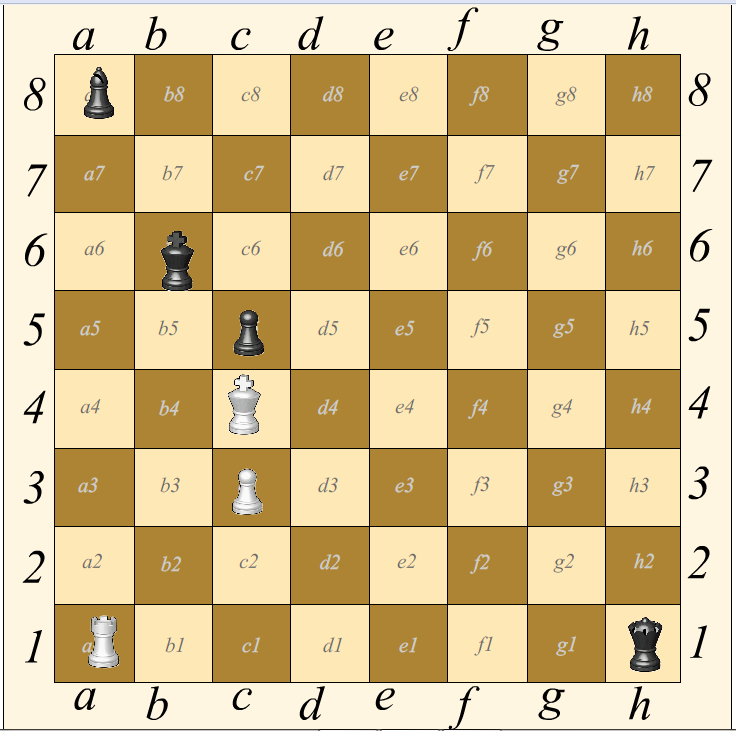 a b c d e f g h
8 b8 c8 d8 e8 f8 g8 h8 8
7 a7 b7 c7 d7 e7 f7 g7 h7 7
6 a6 c6 d6 e6 f6 g6 h6 6
5 a5 b5 d5 e5 f5 g5 h5 5
4 a4 b4 d4 e4 f4 g4 h4 4
3 a3 b3 d3 e3 f3 g3 h3 3
2 a2 b2 c2 d2 e2 f2 g2 h2 2
1 b1 c1 d1 e1 f1 g1 1
a b c d e f g h